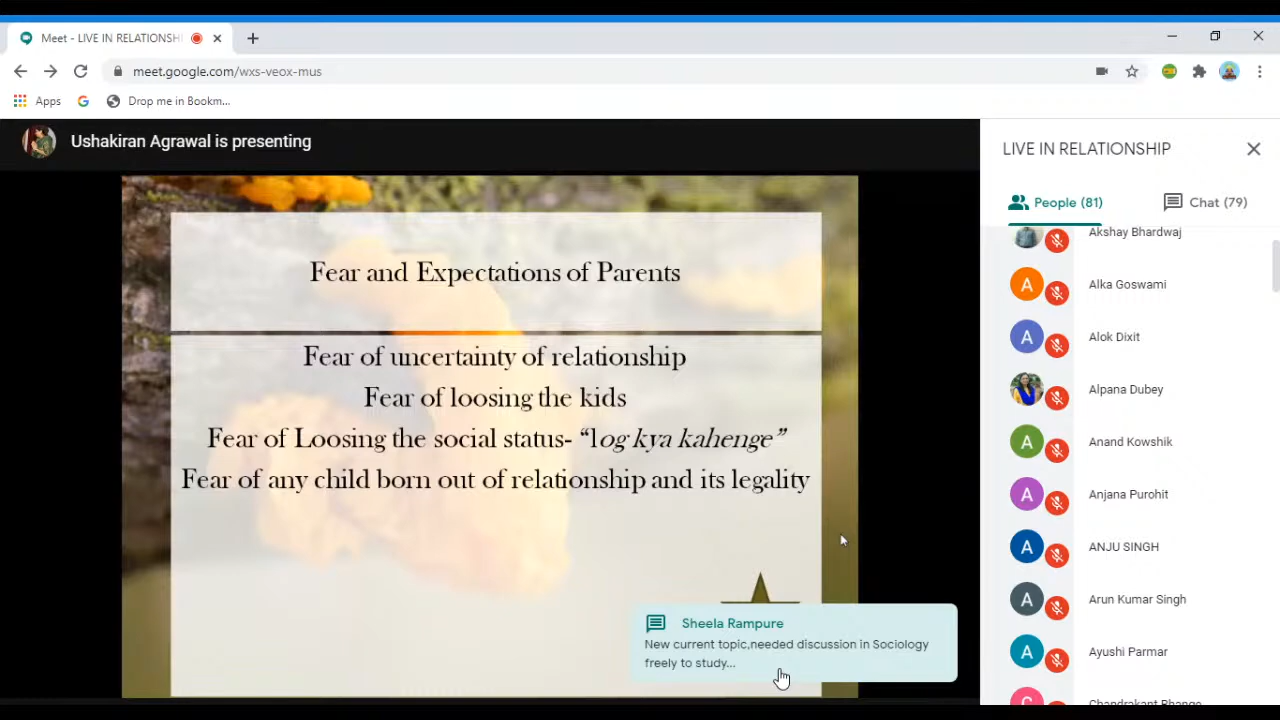 Meet - LIVE IN RELATIONSHI
meet.google.com/wxs-veox-mus
Apps
Drop me in Bookm...
Ushakiran Agrawal is presenting
Fear and Expectations of Parents
Fear of uncertainty of relationship
Fear of loosing the kids
Fear of Loosing the social status- “log kya kahenge”
Fear of any child born out of relationship and its legality
Sheela Rampure
New current topic,needed discussion in Sociology
freely to study...
LIVE IN RELATIONSHIP
People (81)
Chat (79)
Akshay Bhardwaj
A
Alka Goswami
A
Alok Dixit
Alpana Dubey
A
Anand Kowshik
A
Anjana Purohit
A
ANJU SINGH
A
Arun Kumar Singh
A
Ayushi Parmar
Chandrakant Bhange